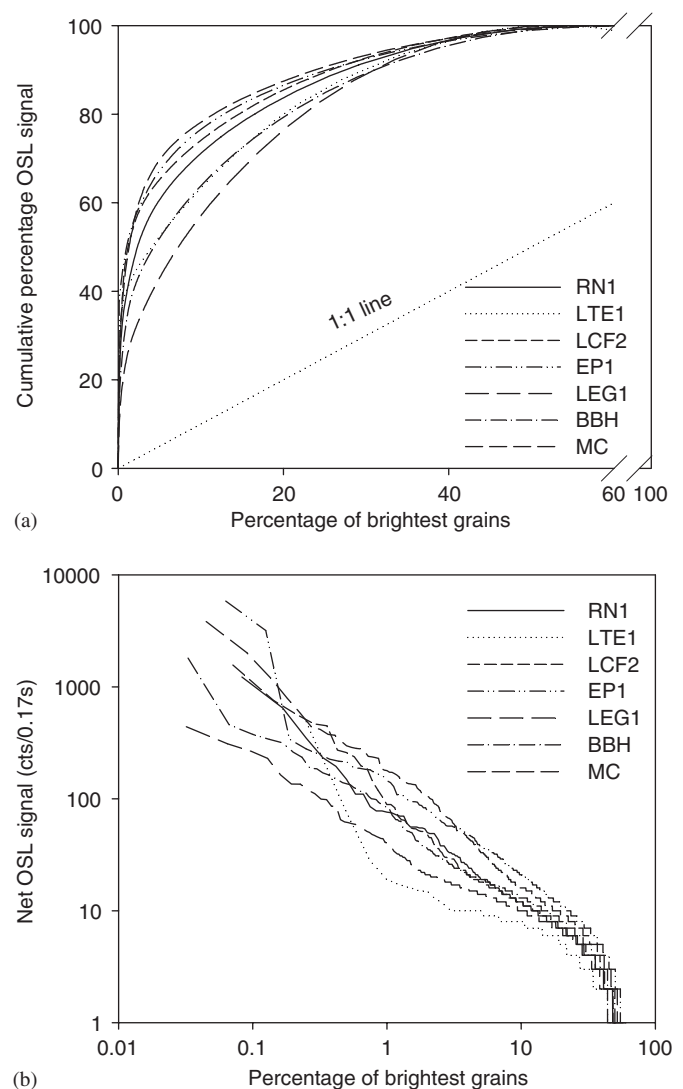 100
80
60
40
20
0
Cumulative percentage OSL signal
1:1 line
RN1
LTE1
LCF2
EP1
LEG1
BBH
MC
0 20 40 60 100
(a)
Percentage of brightest grains
10000
1000
100
10
1
Net OSL signal (cts/0.17s)
RN1
LTE1
LCF2
EP1
LEG1
BBH
MC
0.01 0.1 1 10 100
(b)
Percentage of brightest grains